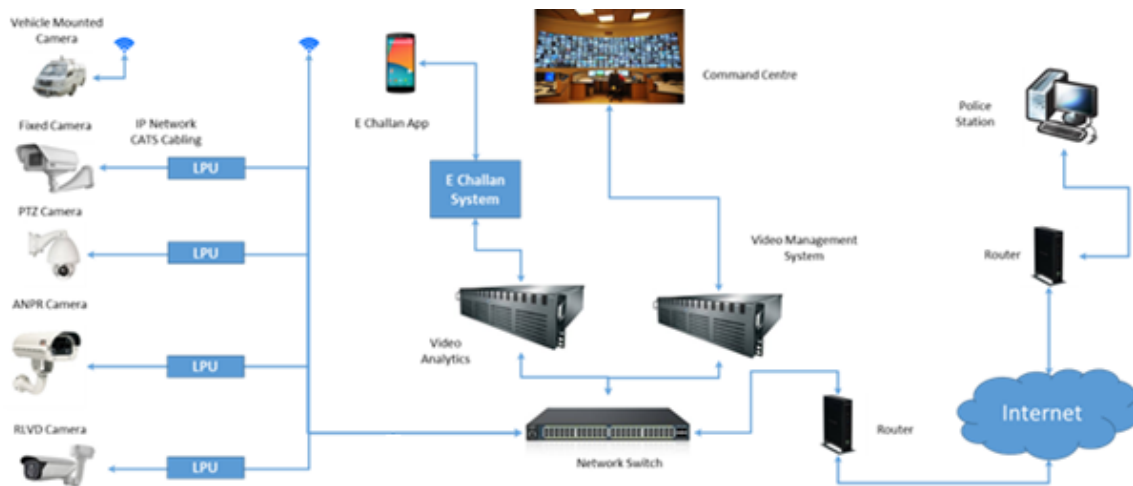 Vehicle Mounted
Camera
Fixed Camera
IP Network
CATS Cabling
LPU
PTZ Camera
LPU
ANPR Camera
LPU
RLVD Camera
LPU
E Challan App
E Challan
System
Command Centre
Video Management
System
Video
Analytics
Network Switch
Router
Police
Station
Router
Internet